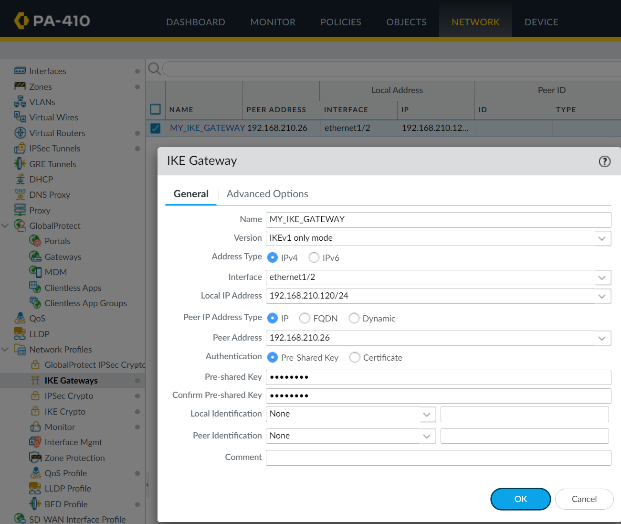 PA-410
DASHBOARD MONITOR POLICIES OBJECTS NETWORK DEVICE
Interfaces
Zones
VLANs
Virtual Wires
Virtual Routers
IPSec Tunnels
GRE Tunnels
DHCP
DNS Proxy
Proxy
GlobalProtect
Portals
Gateways
MDM
Clientless Apps
Clientless App Groups
QoS
LLDP
Network Profiles
GlobalProtect IPSec Crypto
IKE Gateways
IPSec Crypto
IKE Crypto
Monitor
Interface Mgmt
Zone Protection
QoS Profile
LLDP Profile
BFD Profile
SD-WAN Interface Profile
Local Address Peer ID
NAME PEER ADDRESS INTERFACE IP ID TYPE
MY_IKE_GATEWAY 192.168.210.26 ethernet1/2 192.168.210.12...
IKE Gateway
General Advanced Options
Name MY_IKE_GATEWAY
Version IKEv1 only mode
Address Type IPv4 IPv6
Interface ethernet1/2
Local IP Address 192.168.210.120/24
Peer IP Address Type IP FQDN Dynamic
Peer Address 192.168.210.26
Authentication Pre-Shared Key Certificate
Pre-shared Key ••••••••
Confirm Pre-shared Key ••••••••
Local Identification None
Peer Identification None
Comment
OK Cancel